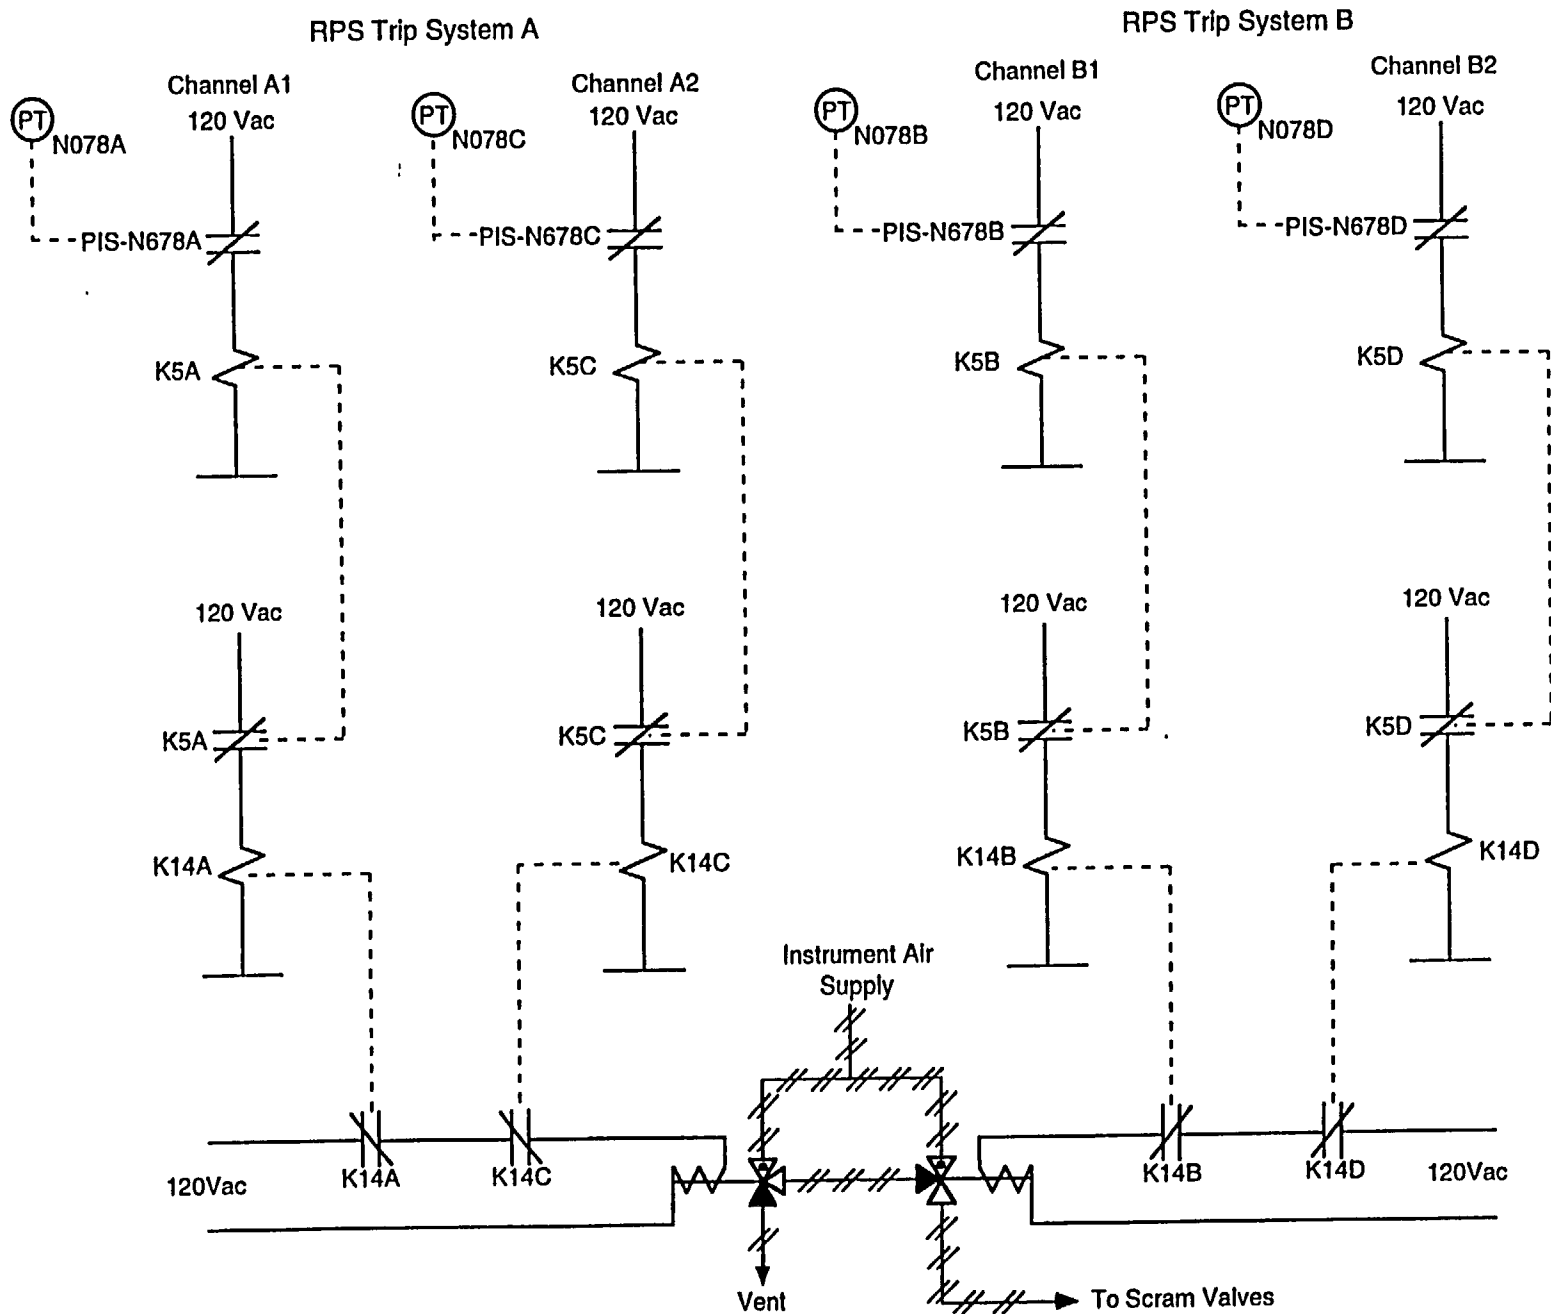 RPS Trip System A
RPS Trip System B
Channel A1
Channel A2
Channel B1
Channel B2
PT
N078A
120 Vac
PT
N078C
120 Vac
PT
N078B
120 Vac
PT
N078D
120 Vac
PIS-N678A
PIS-N678C
PIS-N678B
PIS-N678D
K5A
K5C
K5B
K5D
120 Vac
120 Vac
120 Vac
120 Vac
K5A
K5C
K5B
K5D
K14A
K14C
K14B
K14D
Instrument Air
Supply
120Vac
K14A
K14C
K14B
K14D
120Vac
Vent
To Scram Valves